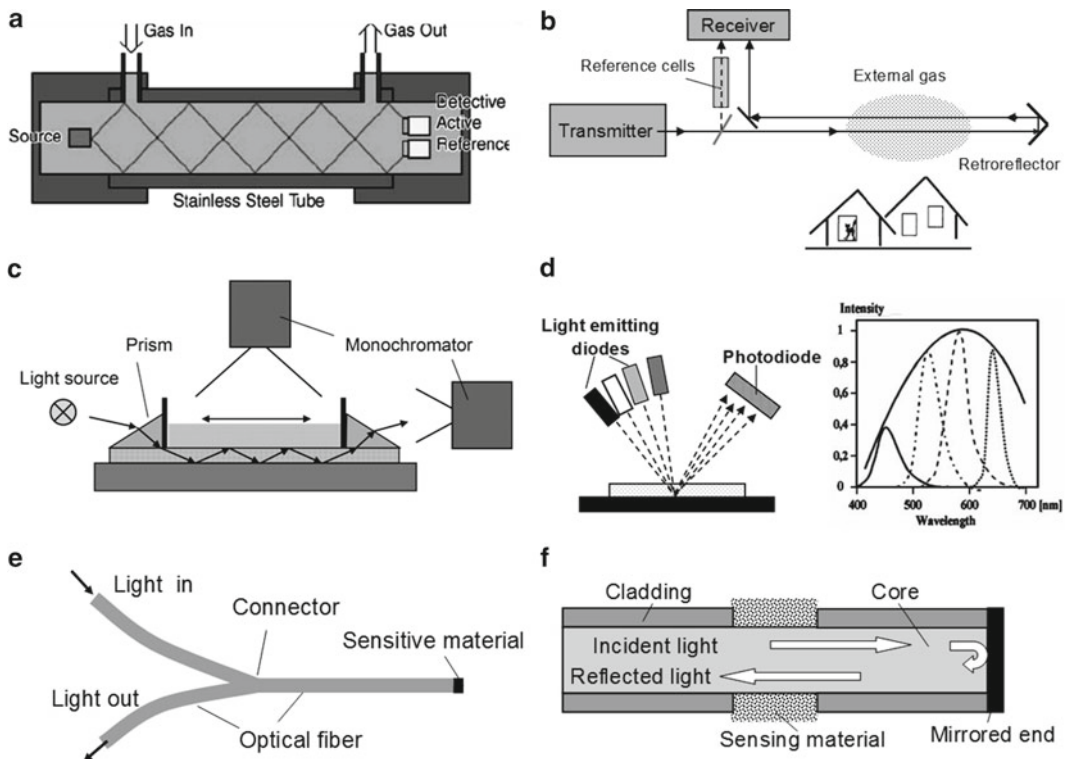 a
Gas In
Gas Out
Detective
Active
Reference
Source
Stainless Steel Tube
b
Receiver
Reference cells
External gas
Transmitter
Retroreflector
c
Prism
Monochromator
Light source
d
Light emitting
diodes
Photodiode
Intensity
1
0,8
0,6
0,4
0,2
0
400
500
600
700 [nm]
Wavelength
e
Light in
Connector
Sensitive material
Light out
Optical fiber
f
Cladding
Core
Incident light
Reflected light
Sensing material
Mirrored end